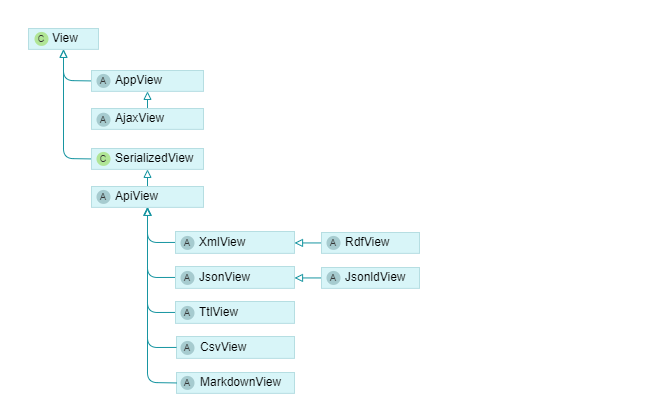 C View
A AppView
A AjaxView
C SerializedView
A ApiView
A XmlView A RdfView
A JsonView A JsonldView
A TtlView
A CsvView
A MarkdownView